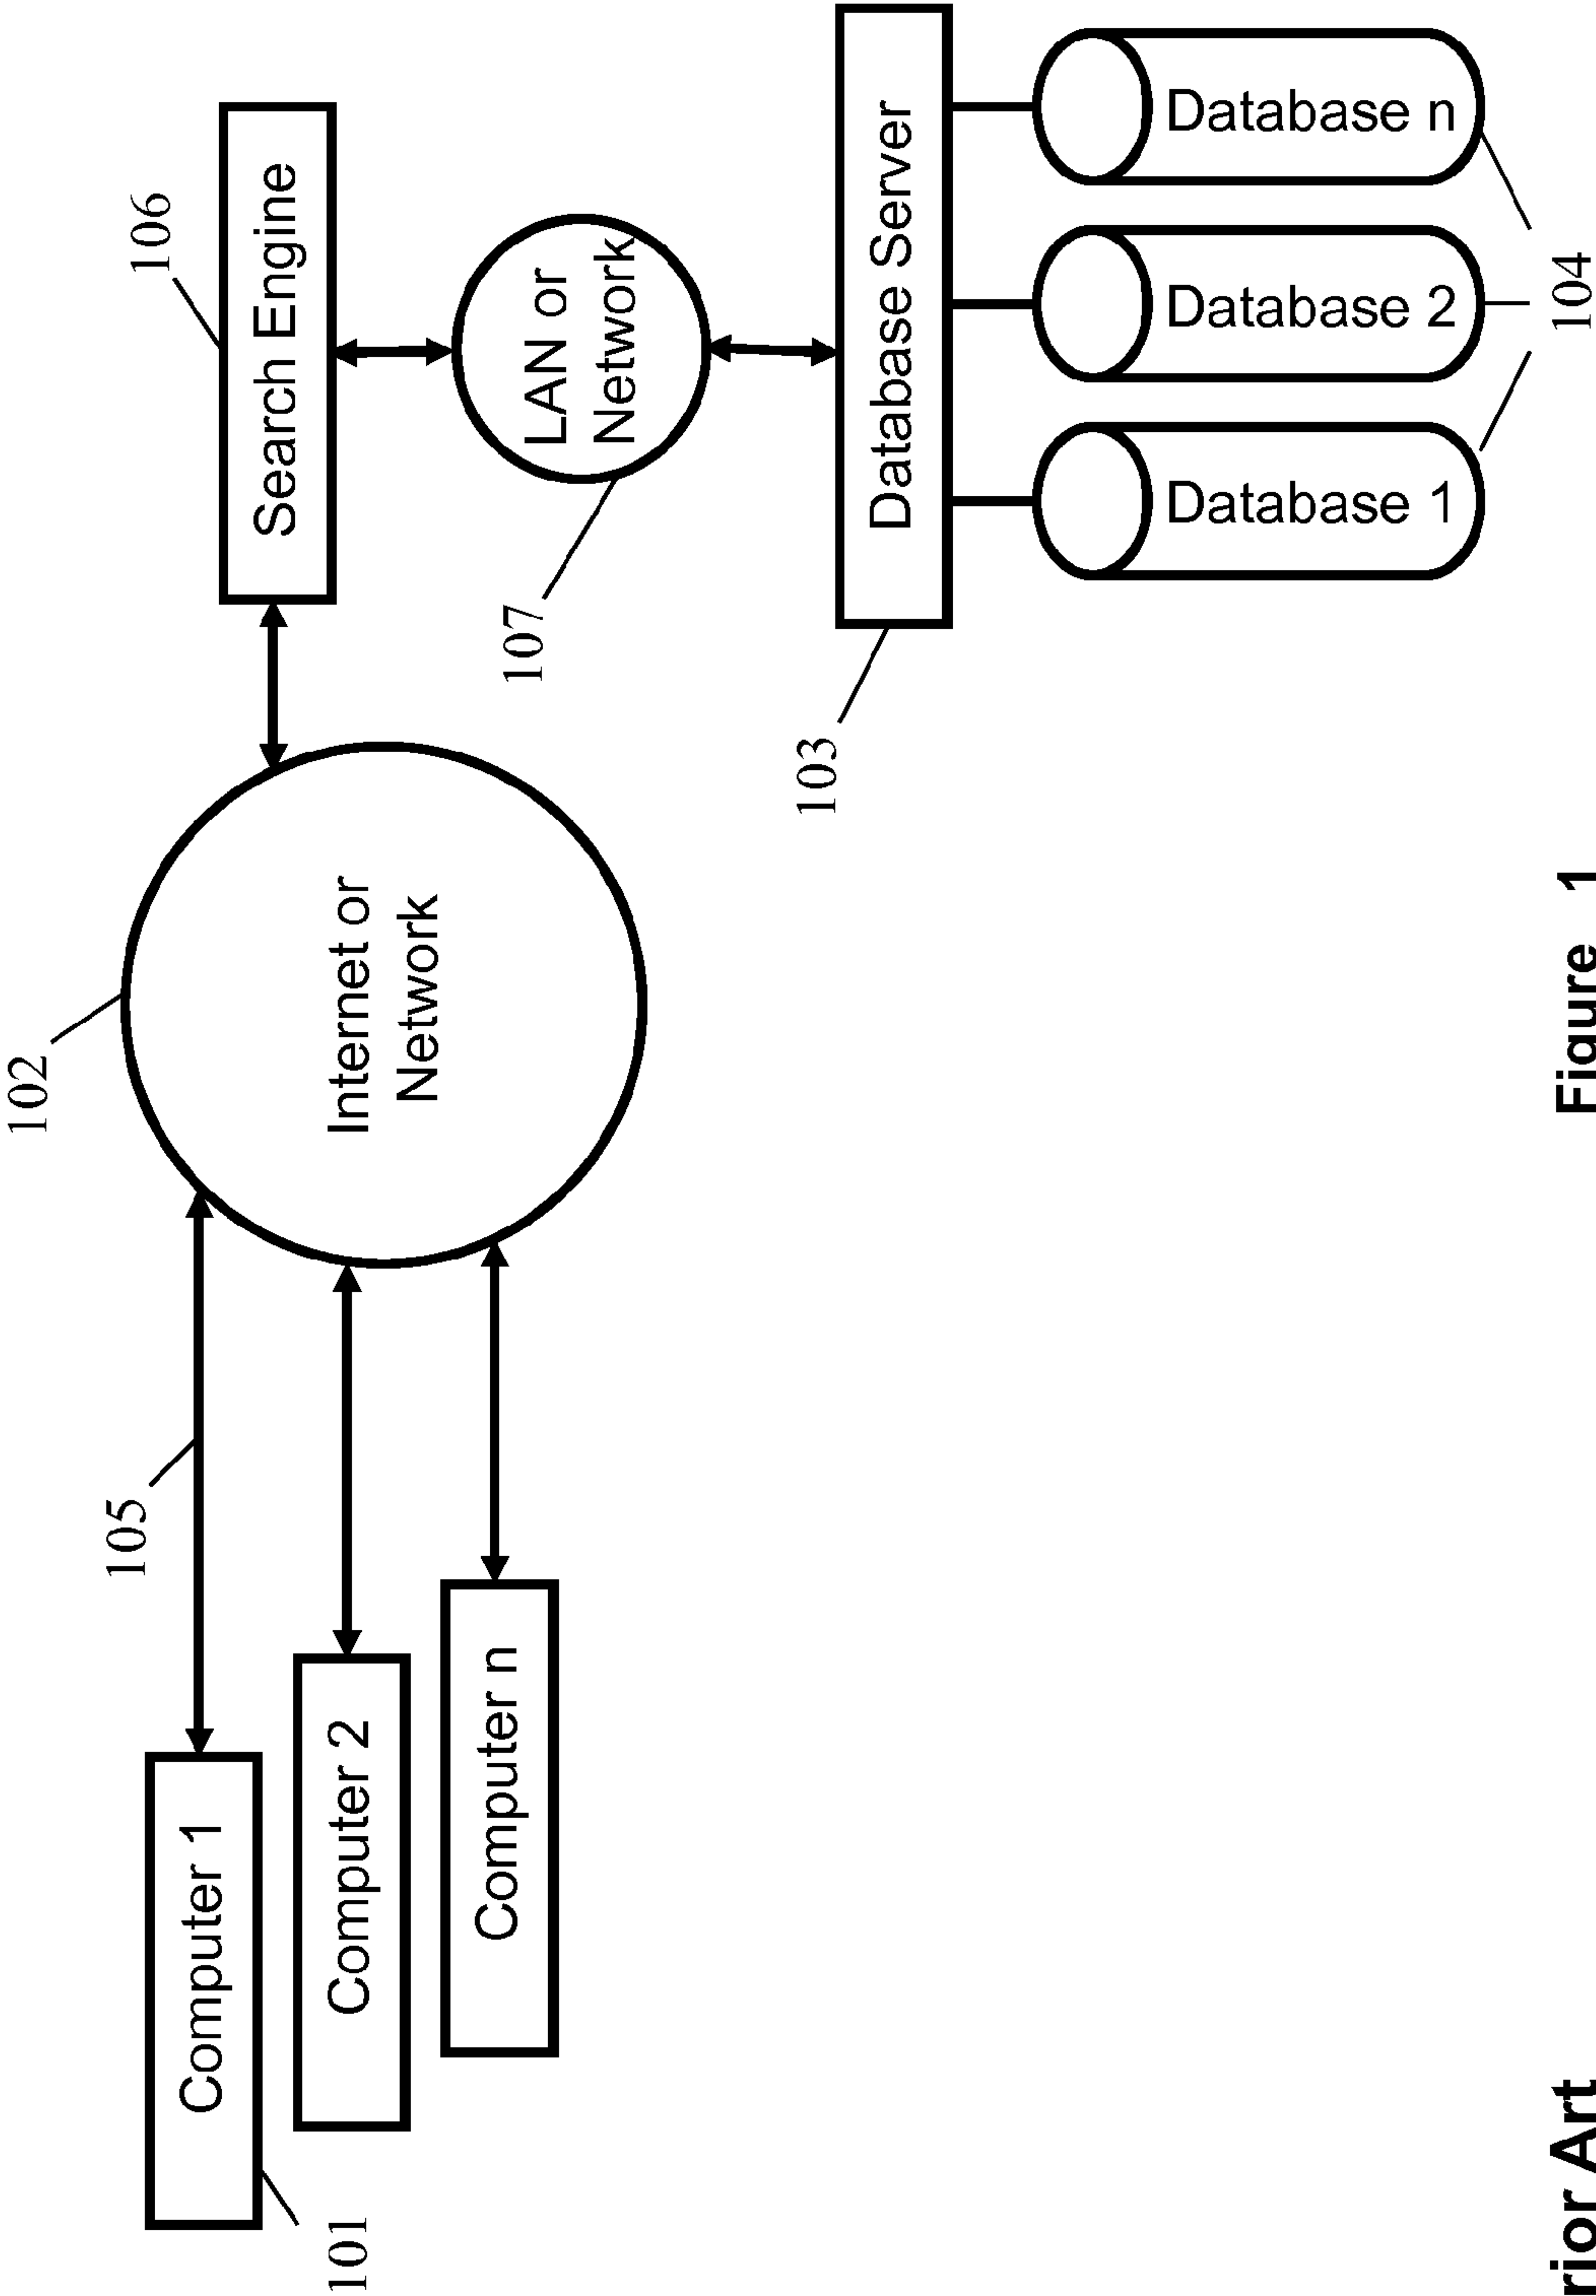 102
106
105
Search Engine
Computer 1
101
Internet or
Network
LAN or
Network
Computer 2
107
Computer n
103
Database Server
Database 1
Database 2
Database n
104
rior Art
Figure 1